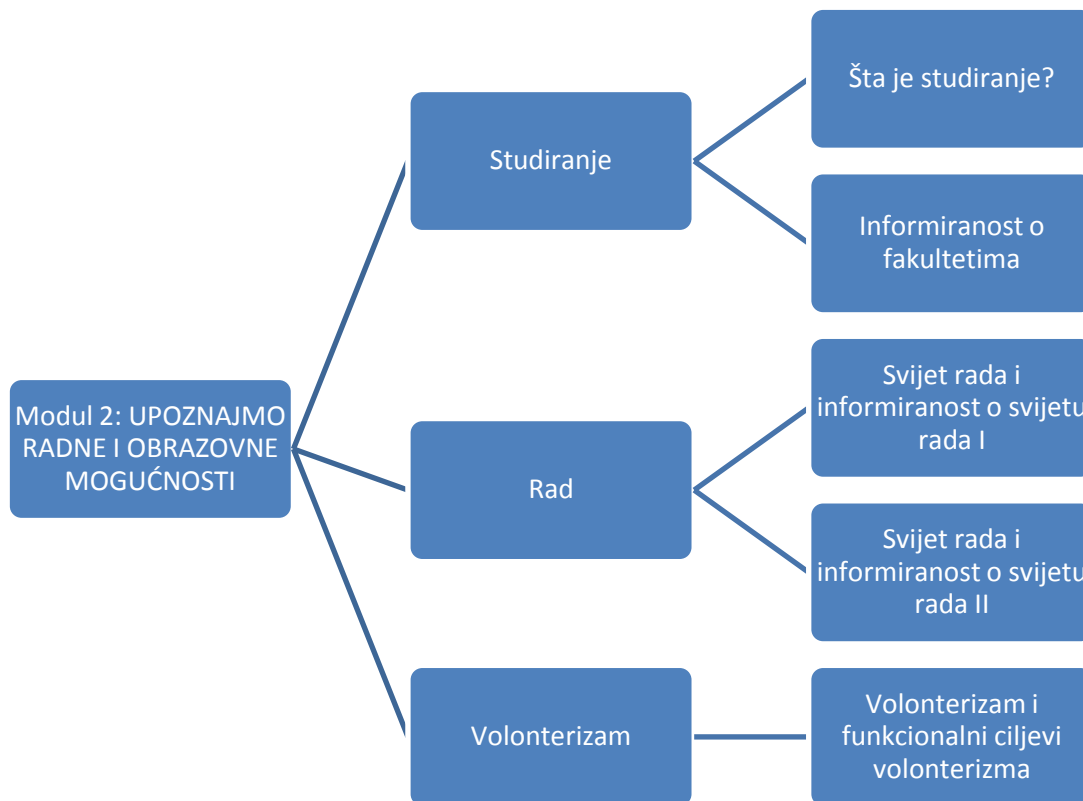 Modul 2: UPOZNAJMO
RADNE I OBRAZOVNE
MOGUĆNOSTI
Studiranje
Šta je studiranje?
Informiranost o
fakultetima
Rad
Svijet rada i
informiranost o svijetu
rada I
Svijet rada i
informiranost o svijetu
rada II
Volonterizam
Volonterizam i
funkcionalni ciljevi
volonterizma